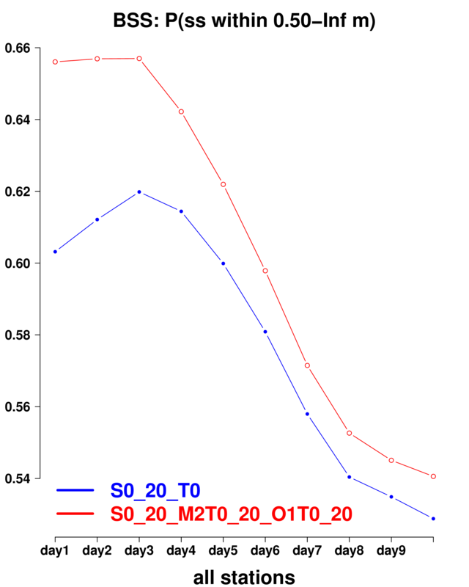 BSS: P(ss within 0.50−Inf m)
0.66
0.64
0.62
0.60
0.58
0.56
0.54
S0_20_T0
S0_20_M2T0_20_O1T0_20
day1 day2 day3 day4 day5 day6 day7 day8 day9
all stations